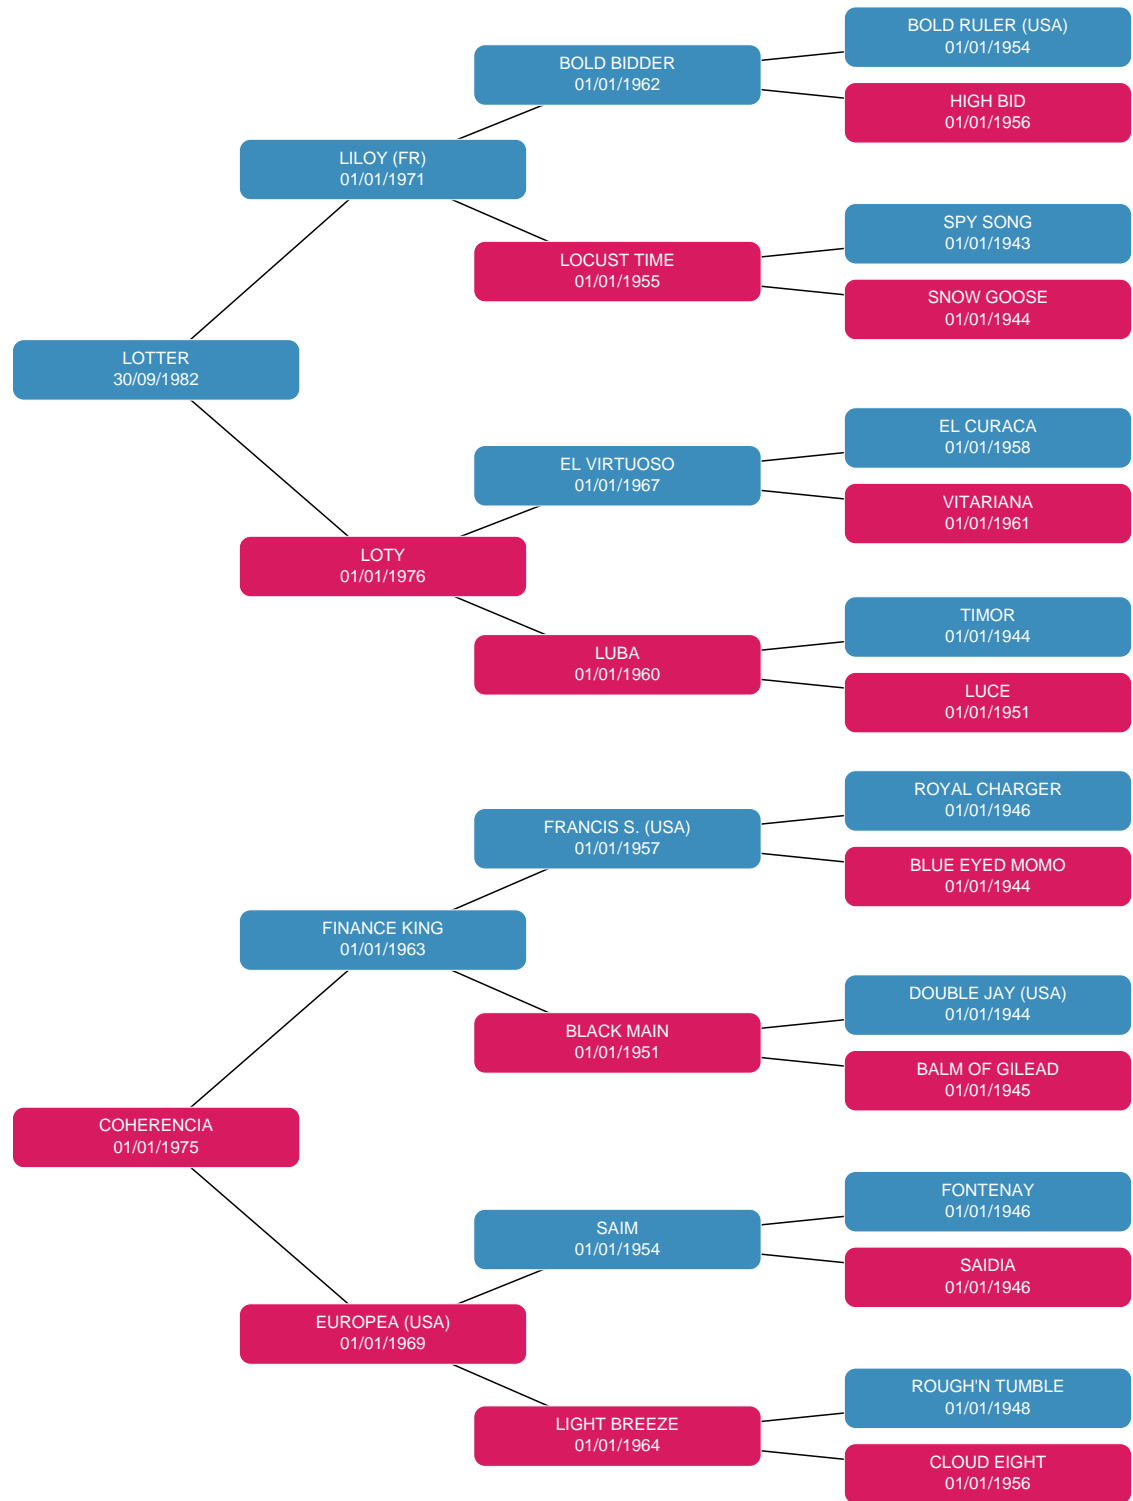 BOLD RULER (USA)
01/01/1954
BOLD BIDDER
01/01/1962
HIGH BID
01/01/1956
LILOY (FR)
01/01/1971
SPY SONG
01/01/1943
LOCUST TIME
01/01/1955
SNOW GOOSE
01/01/1944
LOTTER
30/09/1982
EL CURACA
01/01/1958
EL VIRTUOSO
01/01/1967
VITARIANA
01/01/1961
LOTY
01/01/1976
TIMOR
01/01/1944
LUBA
01/01/1960
LUCE
01/01/1951
ROYAL CHARGER
01/01/1946
FRANCIS S. (USA)
01/01/1957
BLUE EYED MOMO
01/01/1944
FINANCE KING
01/01/1963
DOUBLE JAY (USA)
01/01/1944
BLACK MAIN
01/01/1951
BALM OF GILEAD
01/01/1945
COHERENCIA
01/01/1975
FONTENAY
01/01/1946
SAIM
01/01/1954
SAIDIA
01/01/1946
EUROPEA (USA)
01/01/1969
ROUGH'N TUMBLE
01/01/1948
LIGHT BREEZE
01/01/1964
CLOUD EIGHT
01/01/1956